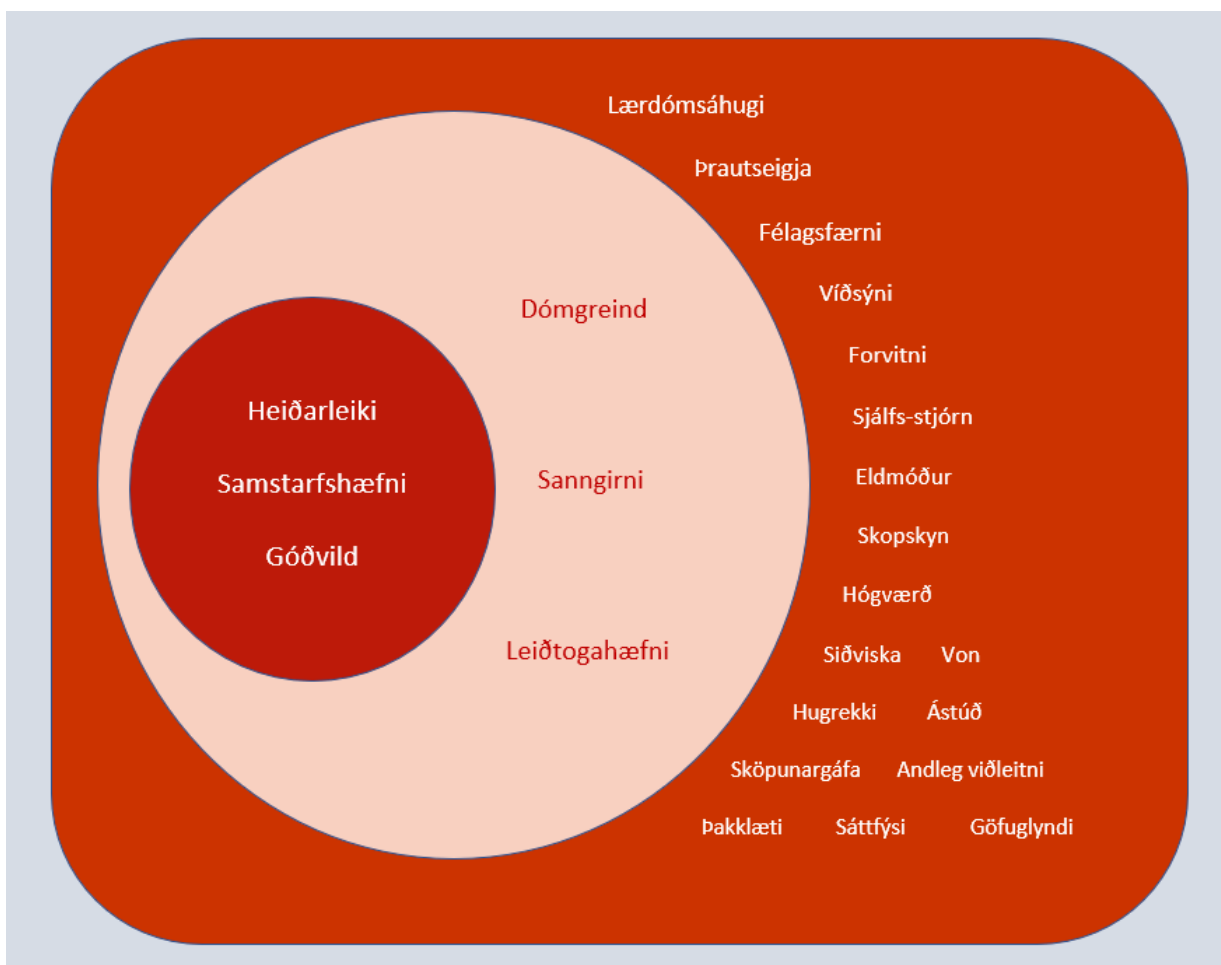 Lærdómsáhugi
Þrautseigja
Félagsfærni
Víðsýni
Dómgreind
Forvitni
Heiðarleiki
Sjálfs-stjórn
Samstarfshæfni
Sanngirni
Eldmóður
Skopskyn
Góðvild
Hógværð
Leiðtogahæfni
Siðviska Von
Hugrekki Ástúð
Sköpunargáfa Andleg viðleitni
Þakklæti Sáttfýsi Göfuglyndi